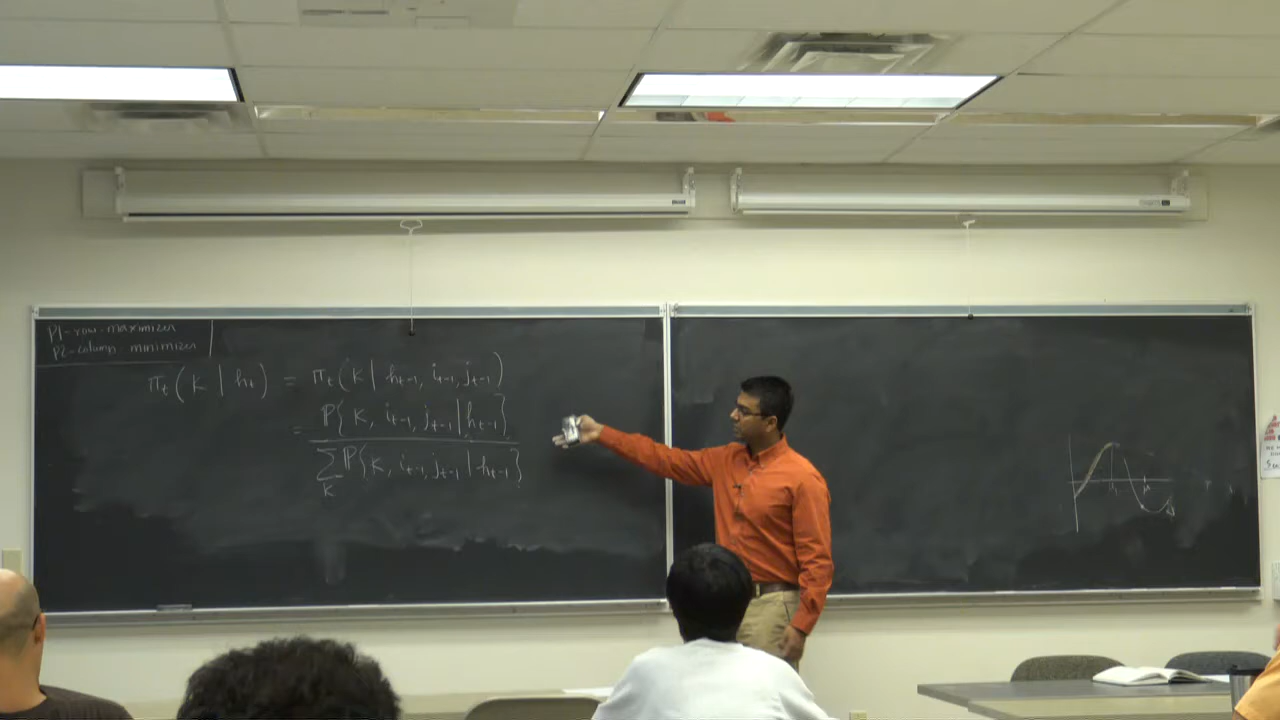 P1-row-maximizer
P2-column minimizer
π_t(k | h_t) = π_t(k | h_{t-1}, i_{t-1}, j_{t-1})
= P{k, i_{t-1}, j_{t-1} | h_{t-1}}
∑_k P{k, i_{t-1}, j_{t-1} | h_{t-1}}